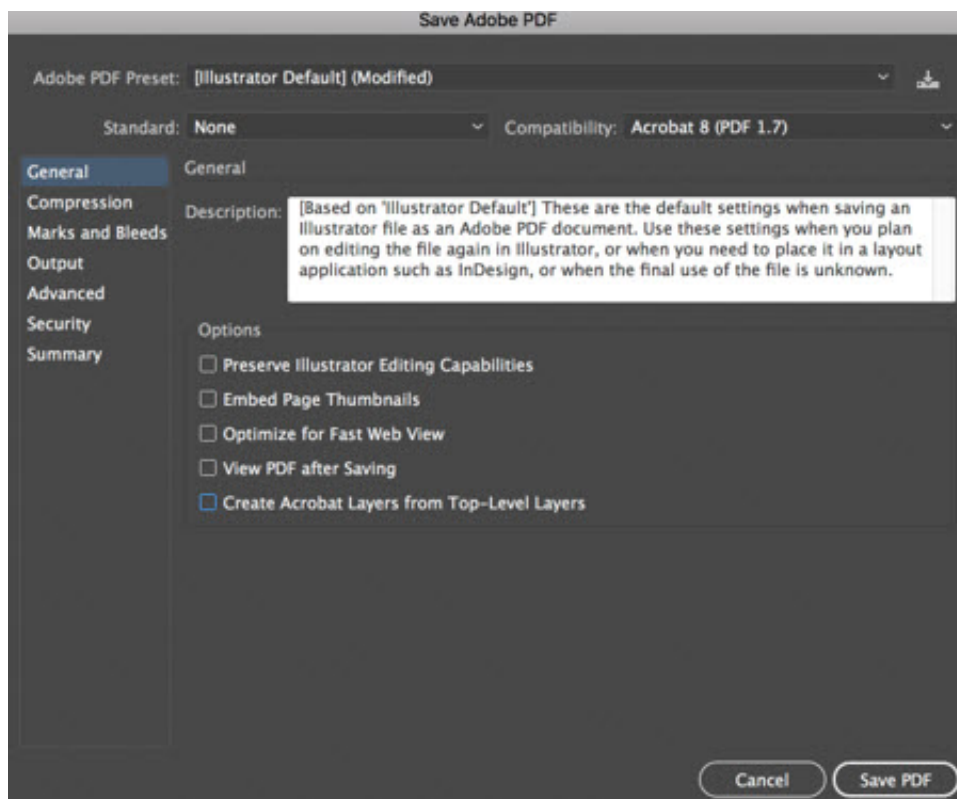 Save Adobe PDF
Adobe PDF Preset: [Illustrator Default] (Modified)
Standard: None Compatibility: Acrobat 8 (PDF 1.7)
General
Compression
Marks and Bleeds
Output
Advanced
Security
Summary
General
Description: [Based on 'Illustrator Default'] These are the default settings when saving an
Illustrator file as an Adobe PDF document. Use these settings when you plan
on editing the file again in Illustrator, or when you need to place it in a layout
application such as InDesign, or when the final use of the file is unknown.
Options
Preserve Illustrator Editing Capabilities
Embed Page Thumbnails
Optimize for Fast Web View
View PDF after Saving
Create Acrobat Layers from Top-Level Layers
Cancel Save PDF